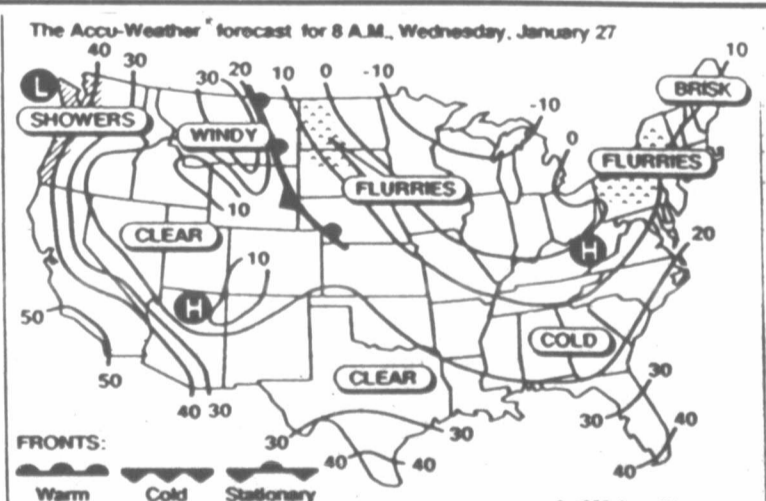 The Accu-Weather* forecast for 8 A.M., Wednesday, January 27
40 30 30 20 10 0 -10 10
L
BRISK
SHOWERS
WINDY
-10
0
FLURRIES
FLURRIES
10
CLEAR
20
H
10
H
50
COLD
50
CLEAR
40 30
30
30
30
30
40
40 40
40
FRONTS:
Warm Cold Stationary